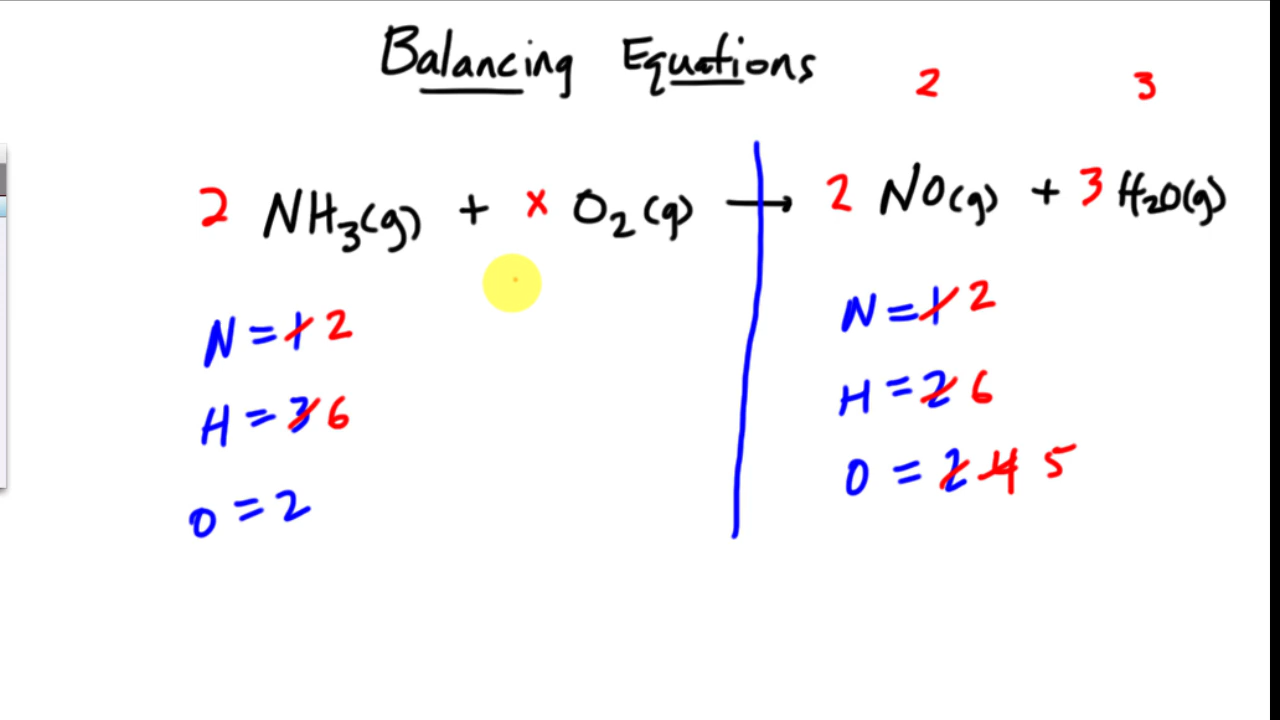 Balancing Equations
2 3
2 NH₃(g) + x O₂(g) → 2 NO(g) + 3 H₂O(g)
N = 1 2 N = 1 2
H = 3 6 H = 2 6
O = 2 O = 2 4 5